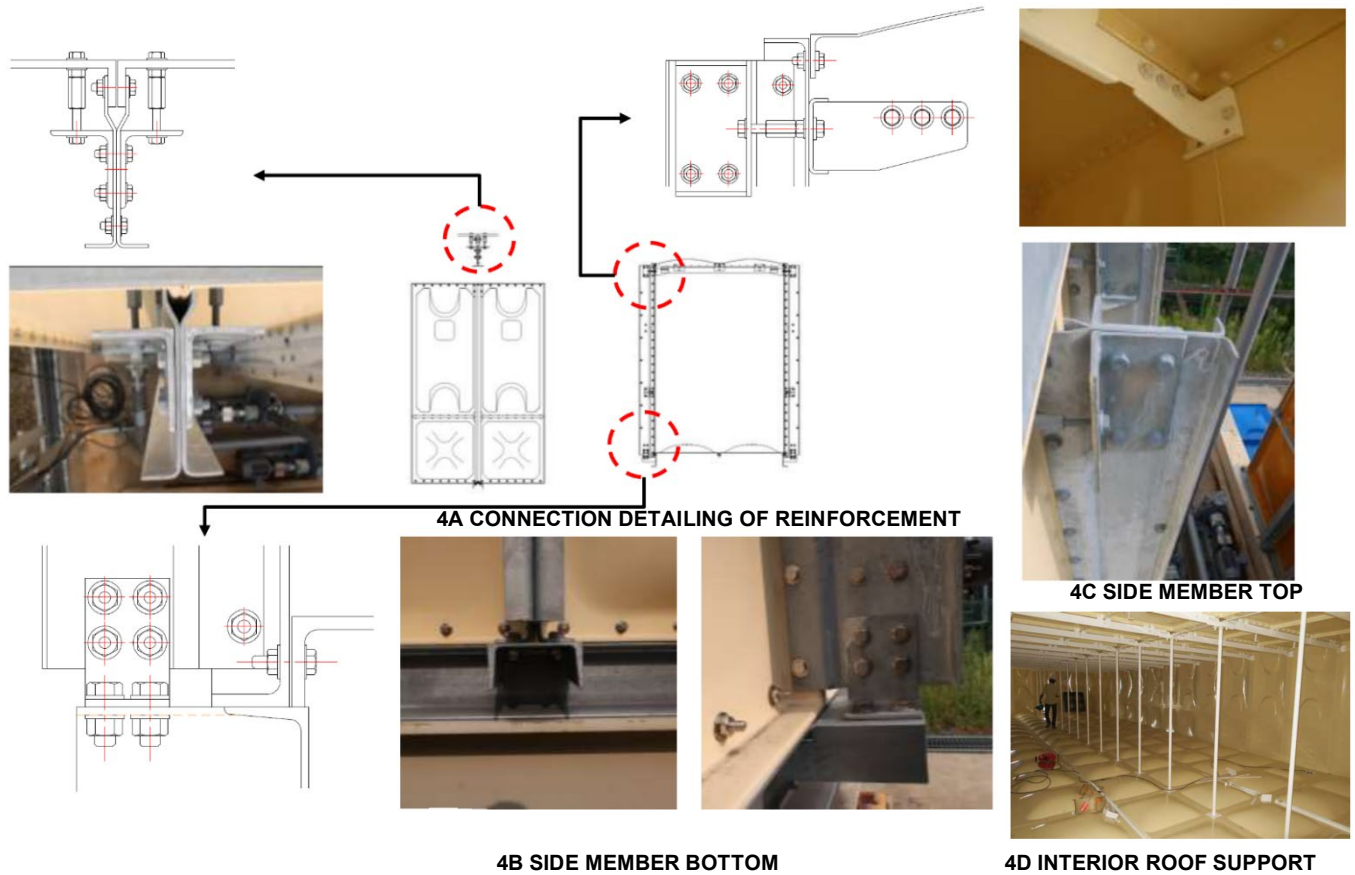 4A CONNECTION DETAILING OF REINFORCEMENT
4C SIDE MEMBER TOP
4B SIDE MEMBER BOTTOM
4D INTERIOR ROOF SUPPORT